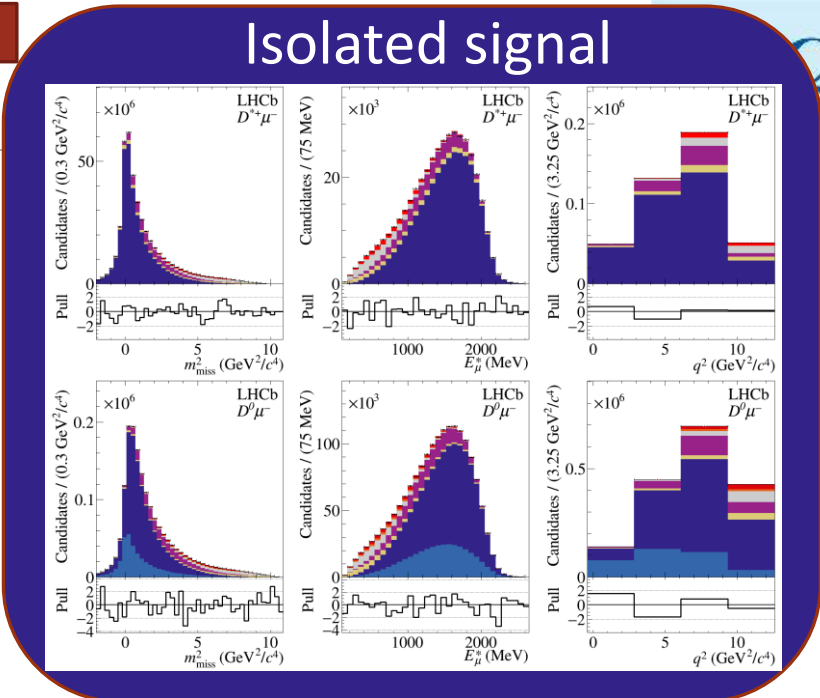 Isolated signal
Candidates / (0.3 GeV²/c⁴)
×10⁶
LHCb
D*⁺μ⁻
50
0
Pull
2
0
−2
0 5 10
m²miss (GeV²/c⁴)
Candidates / (75 MeV)
×10³
LHCb
D*⁺μ⁻
20
0
Pull
2
0
−2
1000 2000
E*μ (MeV)
Candidates / (3.25 GeV²/c⁴)
×10⁶
LHCb
D*⁺μ⁻
0.2
0.1
0
Pull
2
0
−2
0 5 10
q² (GeV²/c⁴)
Candidates / (0.3 GeV²/c⁴)
×10⁶
LHCb
D⁰μ⁻
0.2
0.1
0
Pull
2
0
−2
−4
0 5 10
m²miss (GeV²/c⁴)
Candidates / (75 MeV)
×10³
LHCb
D⁰μ⁻
100
50
0
Pull
2
0
−2
−4
1000 2000
E*μ (MeV)
Candidates / (3.25 GeV²/c⁴)
×10⁶
LHCb
D⁰μ⁻
0.5
0
Pull
2
0
−2
0 5 10
q² (GeV²/c⁴)